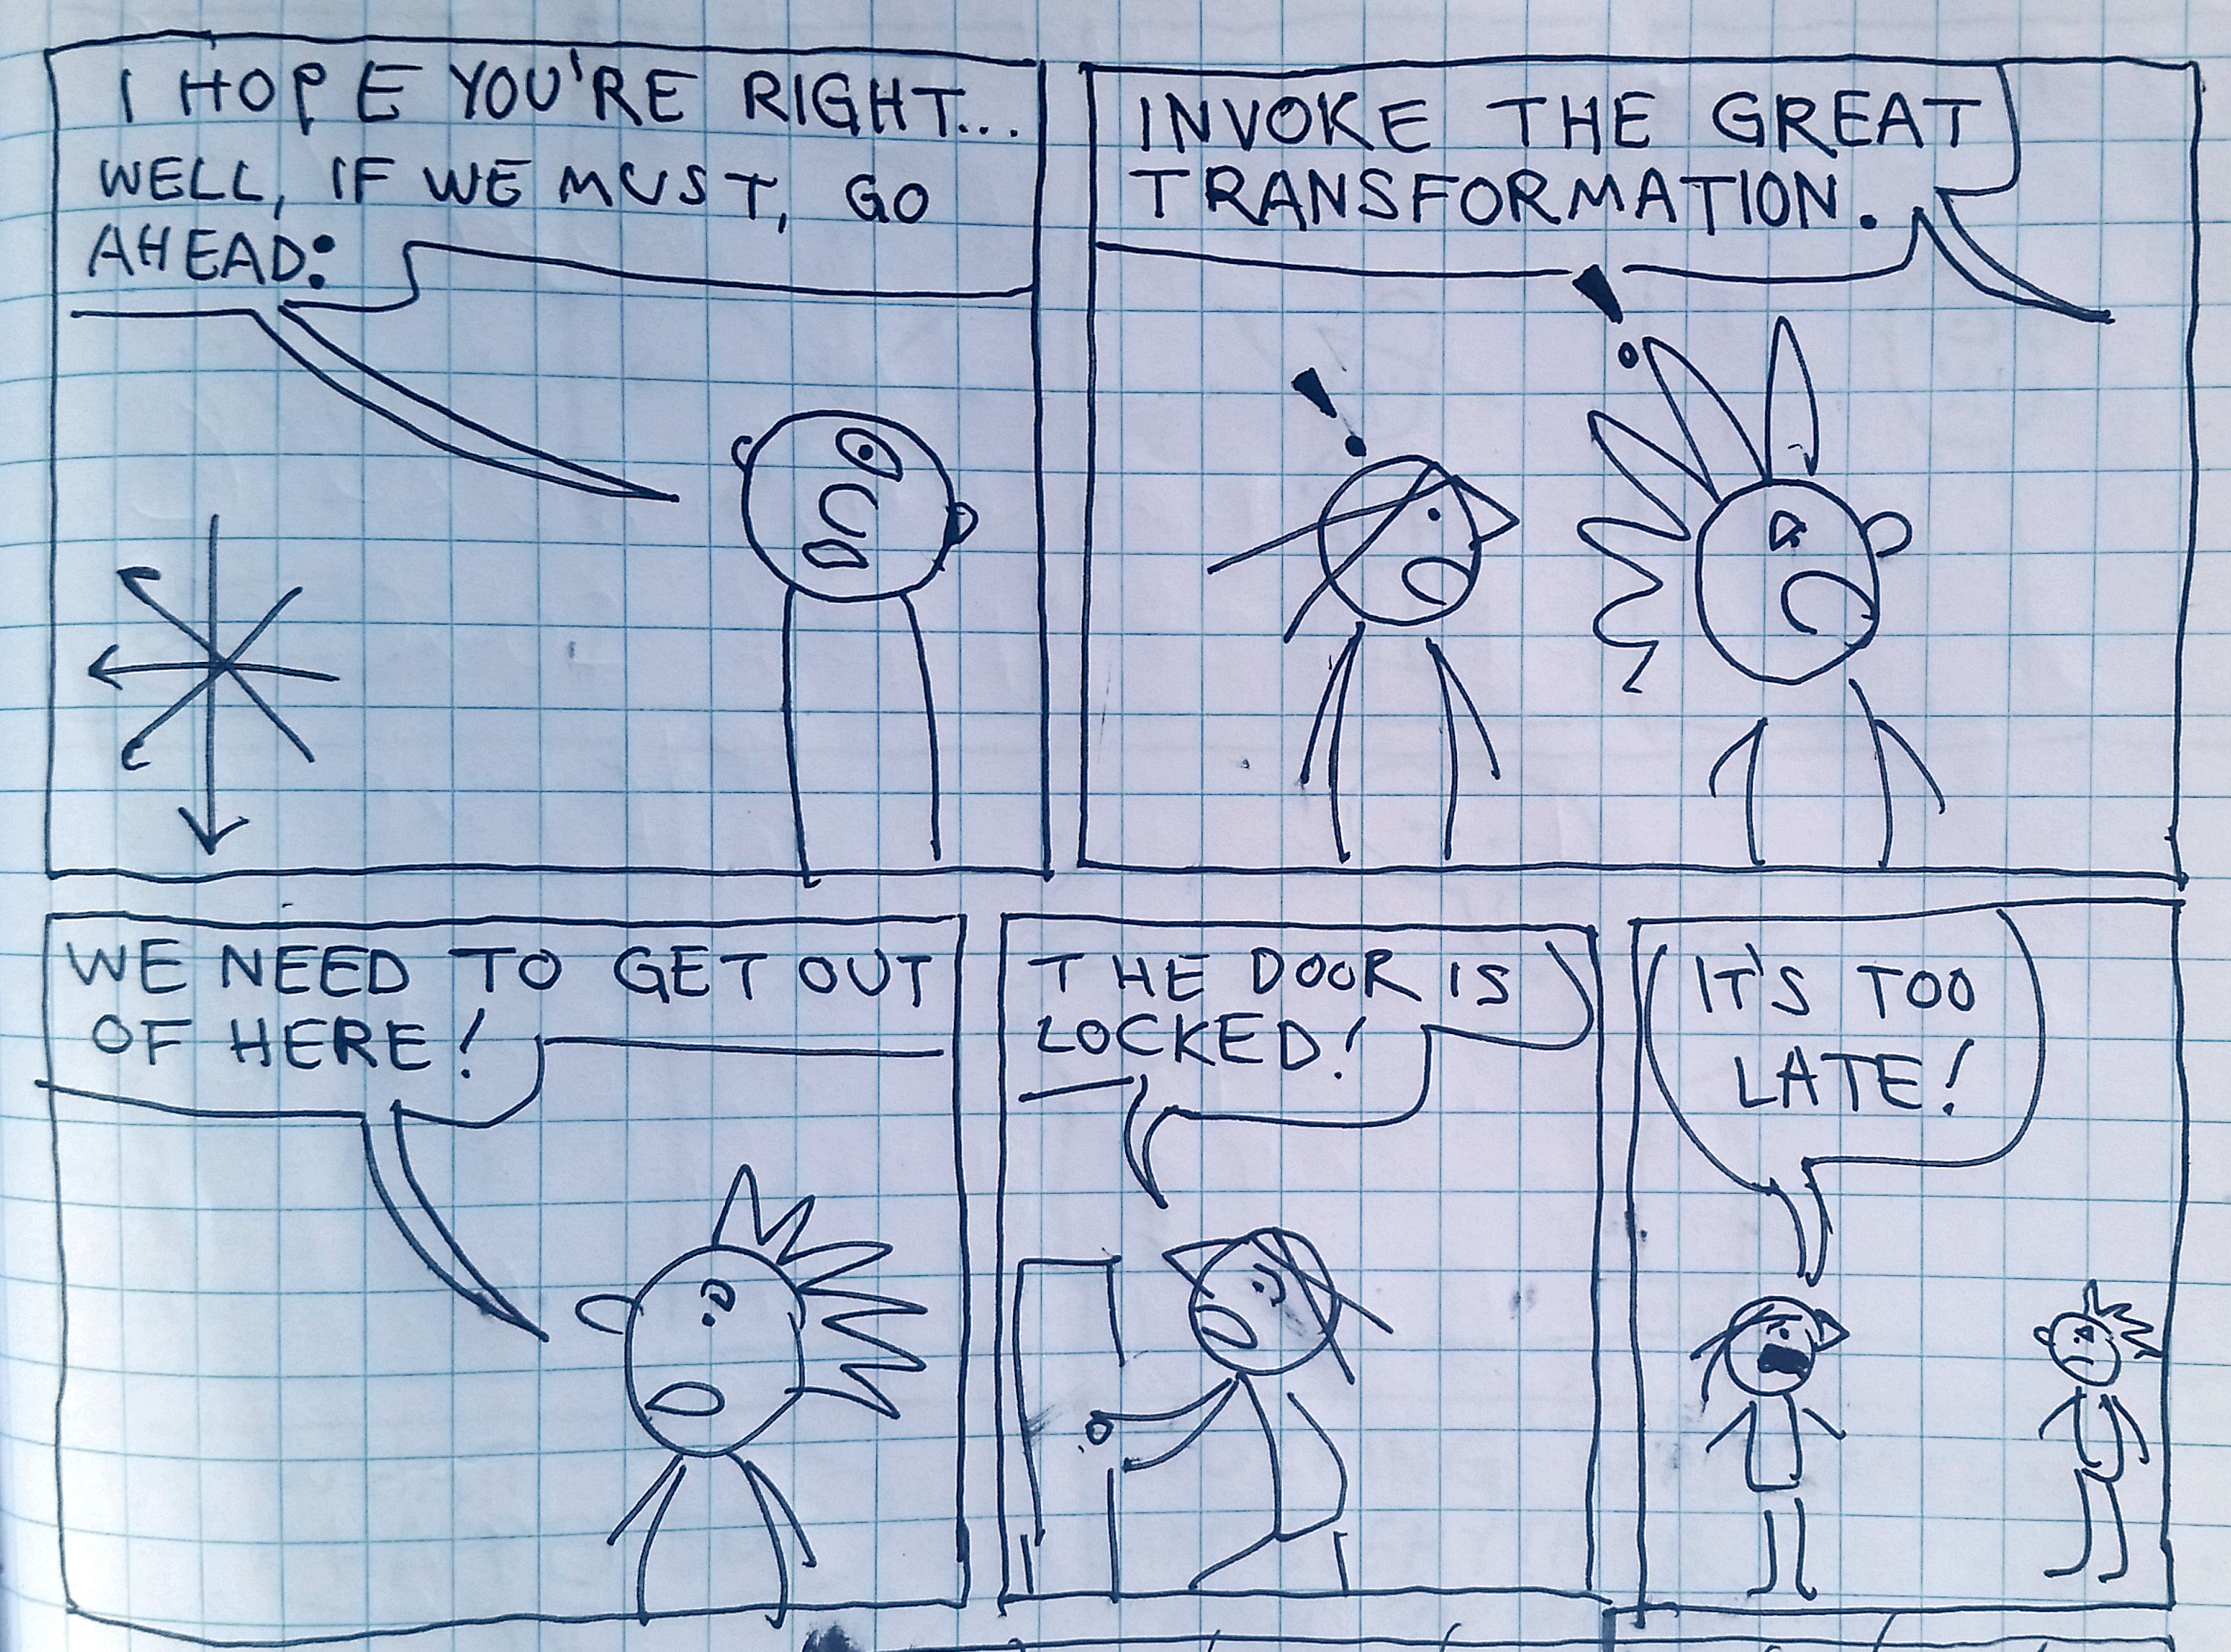 I HOPE YOU'RE RIGHT...
WELL, IF WE MUST, GO
AHEAD:
INVOKE THE GREAT
TRANSFORMATION.
!
!
WE NEED TO GET OUT
OF HERE!
THE DOOR IS
LOCKED!
IT'S TOO
LATE!